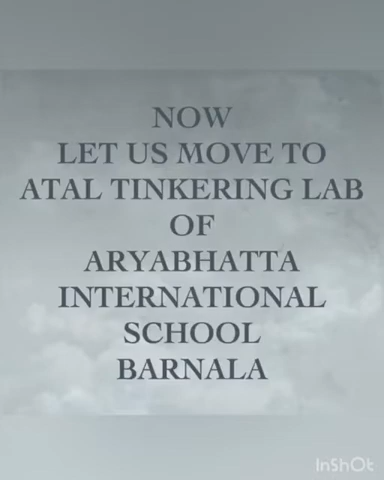 NOW
LET US MOVE TO
ATAL TINKERING LAB
OF
ARYABHATTA
INTERNATIONAL
SCHOOL
BARNALA
InShOt